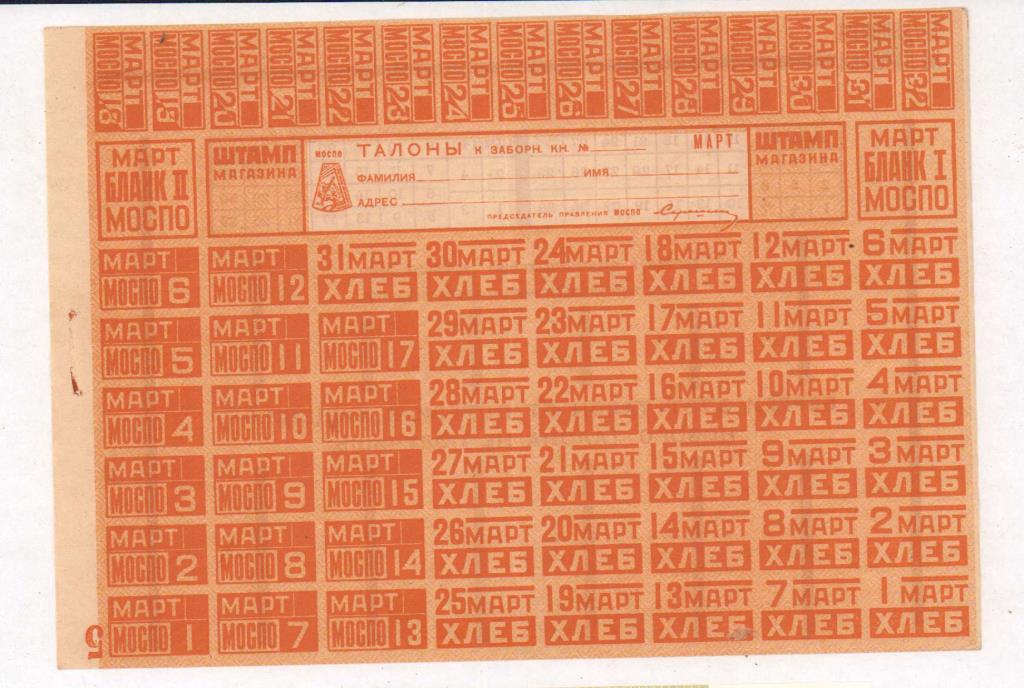 МАРТ МОСПО 18
МАРТ МОСПО 19
МАРТ МОСПО 20
МАРТ МОСПО 21
МАРТ МОСПО 22
МАРТ МОСПО 23
МАРТ МОСПО 24
МАРТ МОСПО 25
МАРТ МОСПО 26
МАРТ МОСПО 27
МАРТ МОСПО 28
МАРТ МОСПО 29
МАРТ МОСПО 30
МАРТ МОСПО 31
МАРТ МОСПО 32
МАРТ
БЛАНК II
МОСПО
ШТАМП
МАГАЗИНА
МОСПО
ТАЛОНЫ К ЗАБОРН. КН. № МАРТ
ФАМИЛИЯ ИМЯ
АДРЕС
ПРЕДСЕДАТЕЛЬ ПРАВЛЕНИЯ МОСПО
ШТАМП
МАГАЗИНА
МАРТ
БЛАНК I
МОСПО
МАРТ МАРТ 31 МАРТ 30 МАРТ 24 МАРТ 18 МАРТ 12 МАРТ 6 МАРТ
МОСПО 6 МОСПО 12 ХЛЕБ ХЛЕБ ХЛЕБ ХЛЕБ ХЛЕБ ХЛЕБ
МАРТ МАРТ МАРТ 29 МАРТ 23 МАРТ 17 МАРТ 11 МАРТ 5 МАРТ
МОСПО 5 МОСПО 11 МОСПО 17 ХЛЕБ ХЛЕБ ХЛЕБ ХЛЕБ ХЛЕБ
МАРТ МАРТ МАРТ 28 МАРТ 22 МАРТ 16 МАРТ 10 МАРТ 4 МАРТ
МОСПО 4 МОСПО 10 МОСПО 16 ХЛЕБ ХЛЕБ ХЛЕБ ХЛЕБ ХЛЕБ
МАРТ МАРТ МАРТ 27 МАРТ 21 МАРТ 15 МАРТ 9 МАРТ 3 МАРТ
МОСПО 3 МОСПО 9 МОСПО 15 ХЛЕБ ХЛЕБ ХЛЕБ ХЛЕБ ХЛЕБ
МАРТ МАРТ МАРТ 26 МАРТ 20 МАРТ 14 МАРТ 8 МАРТ 2 МАРТ
МОСПО 2 МОСПО 8 МОСПО 14 ХЛЕБ ХЛЕБ ХЛЕБ ХЛЕБ ХЛЕБ
МАРТ МАРТ МАРТ 25 МАРТ 19 МАРТ 13 МАРТ 7 МАРТ 1 МАРТ
МОСПО 1 МОСПО 7 МОСПО 13 ХЛЕБ ХЛЕБ ХЛЕБ ХЛЕБ ХЛЕБ